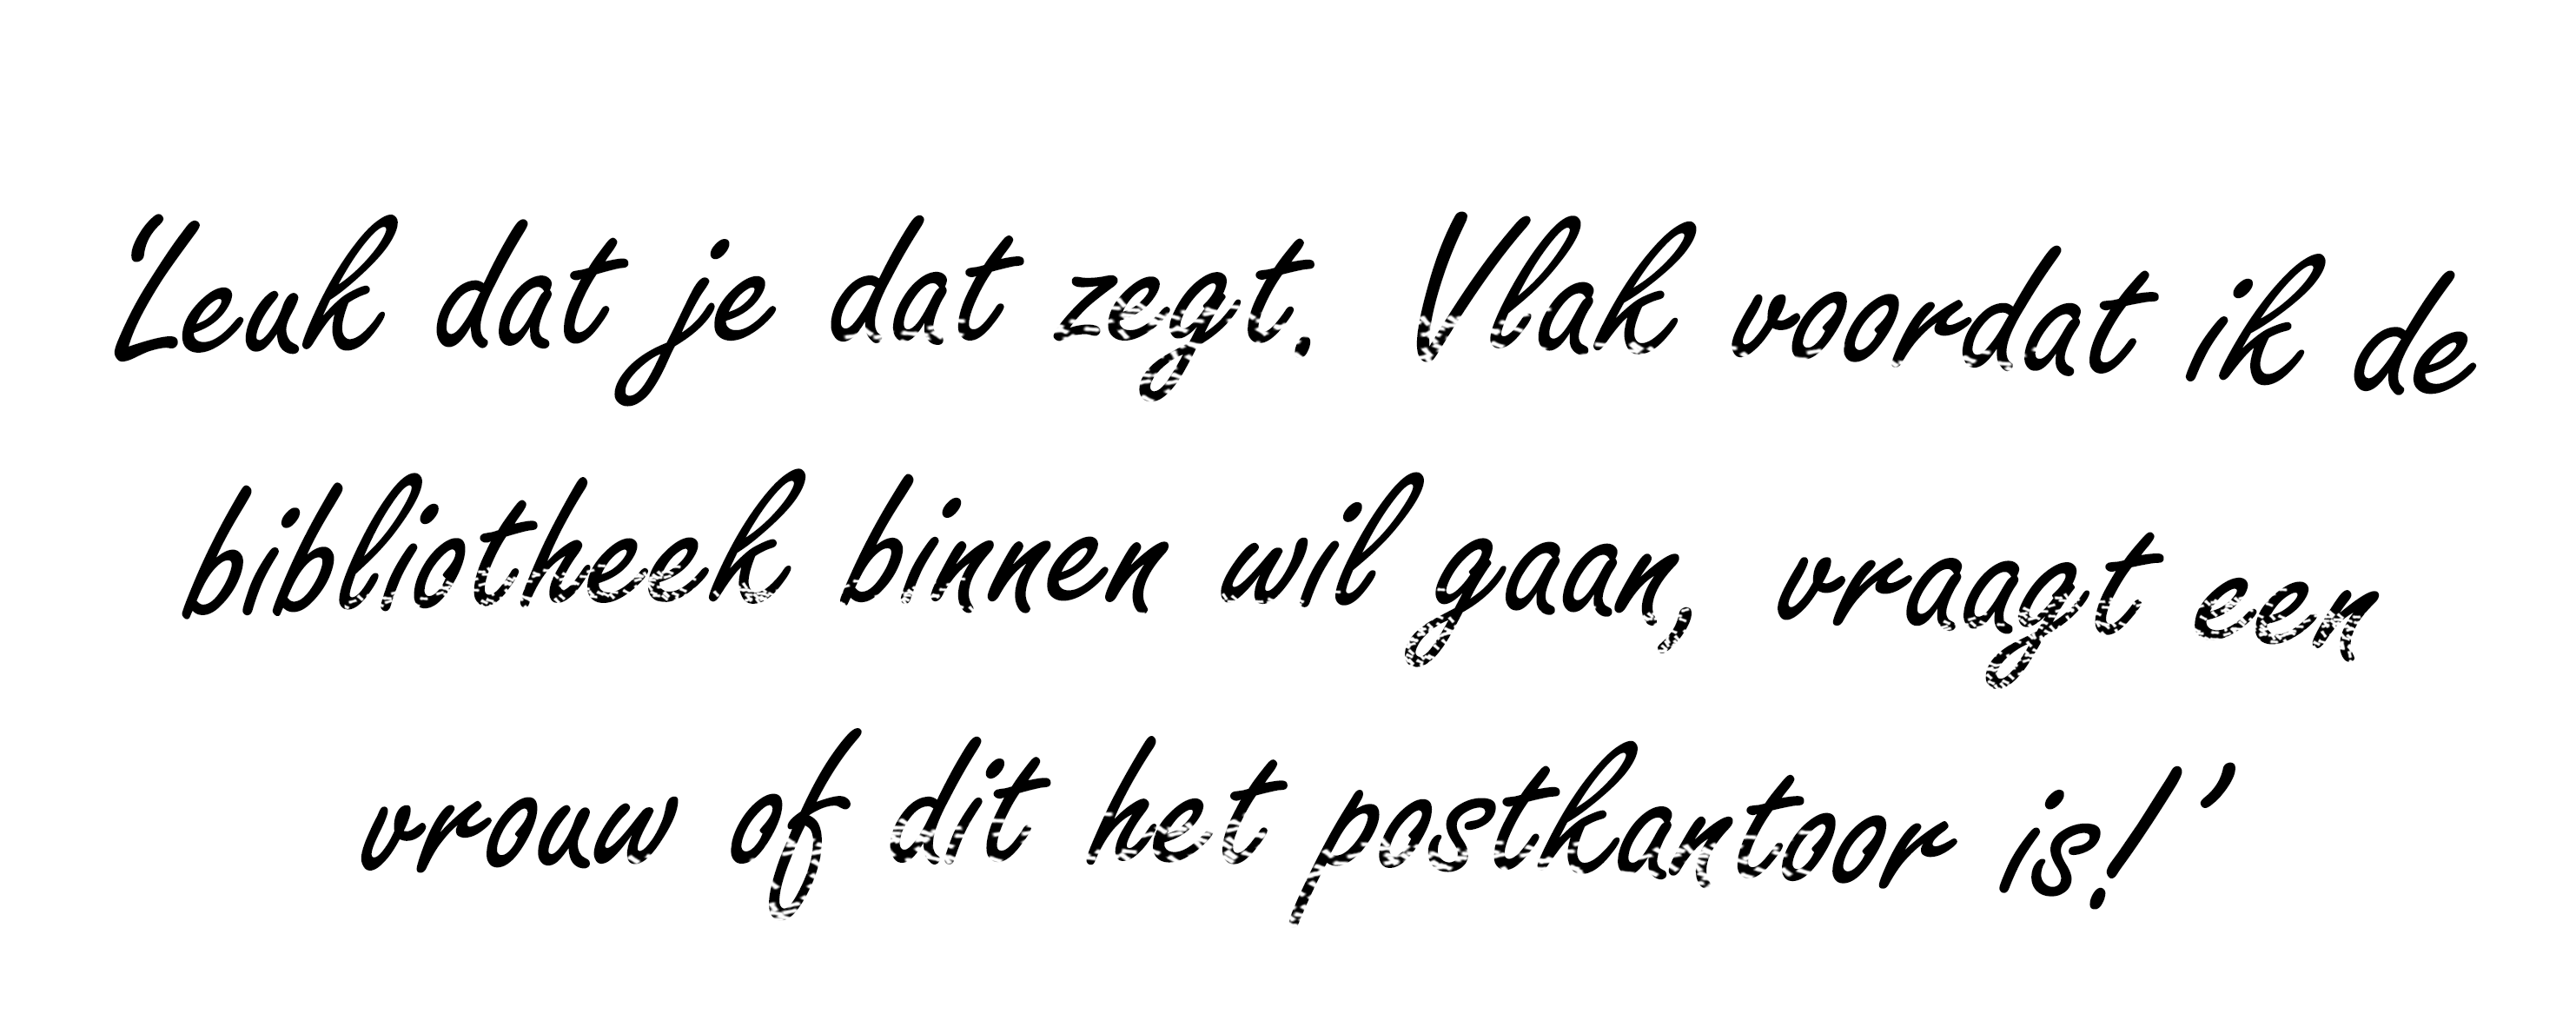 ‘Leuk dat je dat zegt. Vlak voordat ik de
bibliotheek binnen wil gaan, vraagt een
vrouw of dit het postkantoor is!’